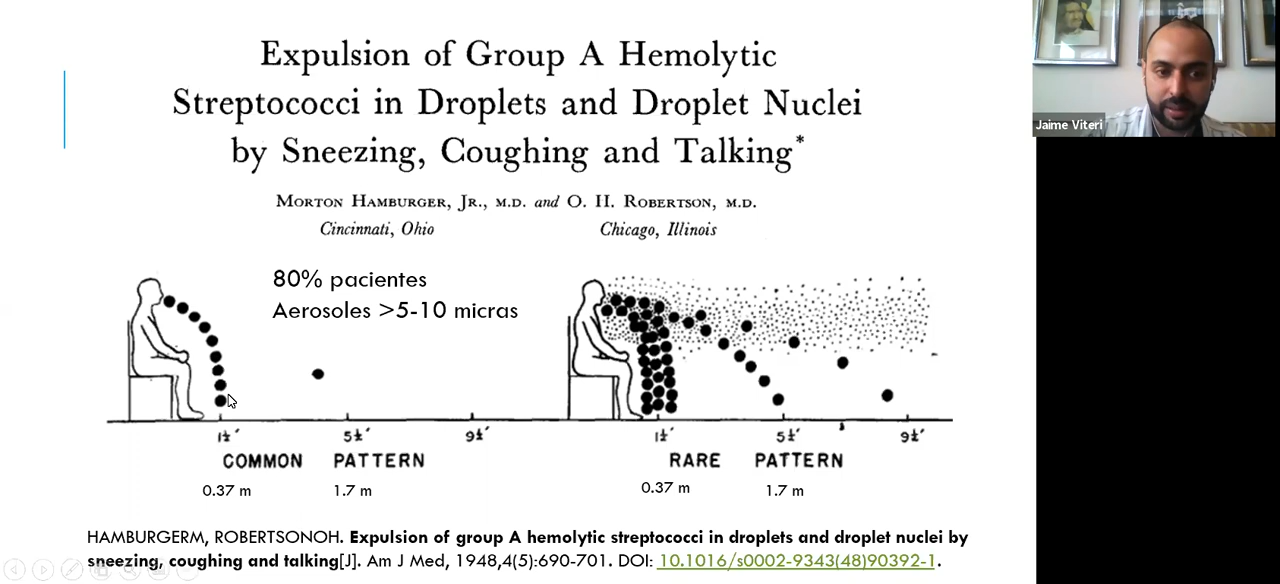 Expulsion of Group A Hemolytic
Streptococci in Droplets and Droplet Nuclei
by Sneezing, Coughing and Talking*
MORTON HAMBURGER, JR., M.D. and O. H. ROBERTSON, M.D.
Cincinnati, Ohio
Chicago, Illinois
80% pacientes
Aerosoles >5-10 micras
1½′ 5½′ 9½′
COMMON PATTERN
0.37 m 1.7 m
1½′ 5½′ 9½′
RARE PATTERN
0.37 m 1.7 m
HAMBURGERM, ROBERTSONOH. Expulsion of group A hemolytic streptococci in droplets and droplet nuclei by
sneezing, coughing and talking[J]. Am J Med, 1948,4(5):690-701. DOI: 10.1016/s0002-9343(48)90392-1.
Jaime Viteri